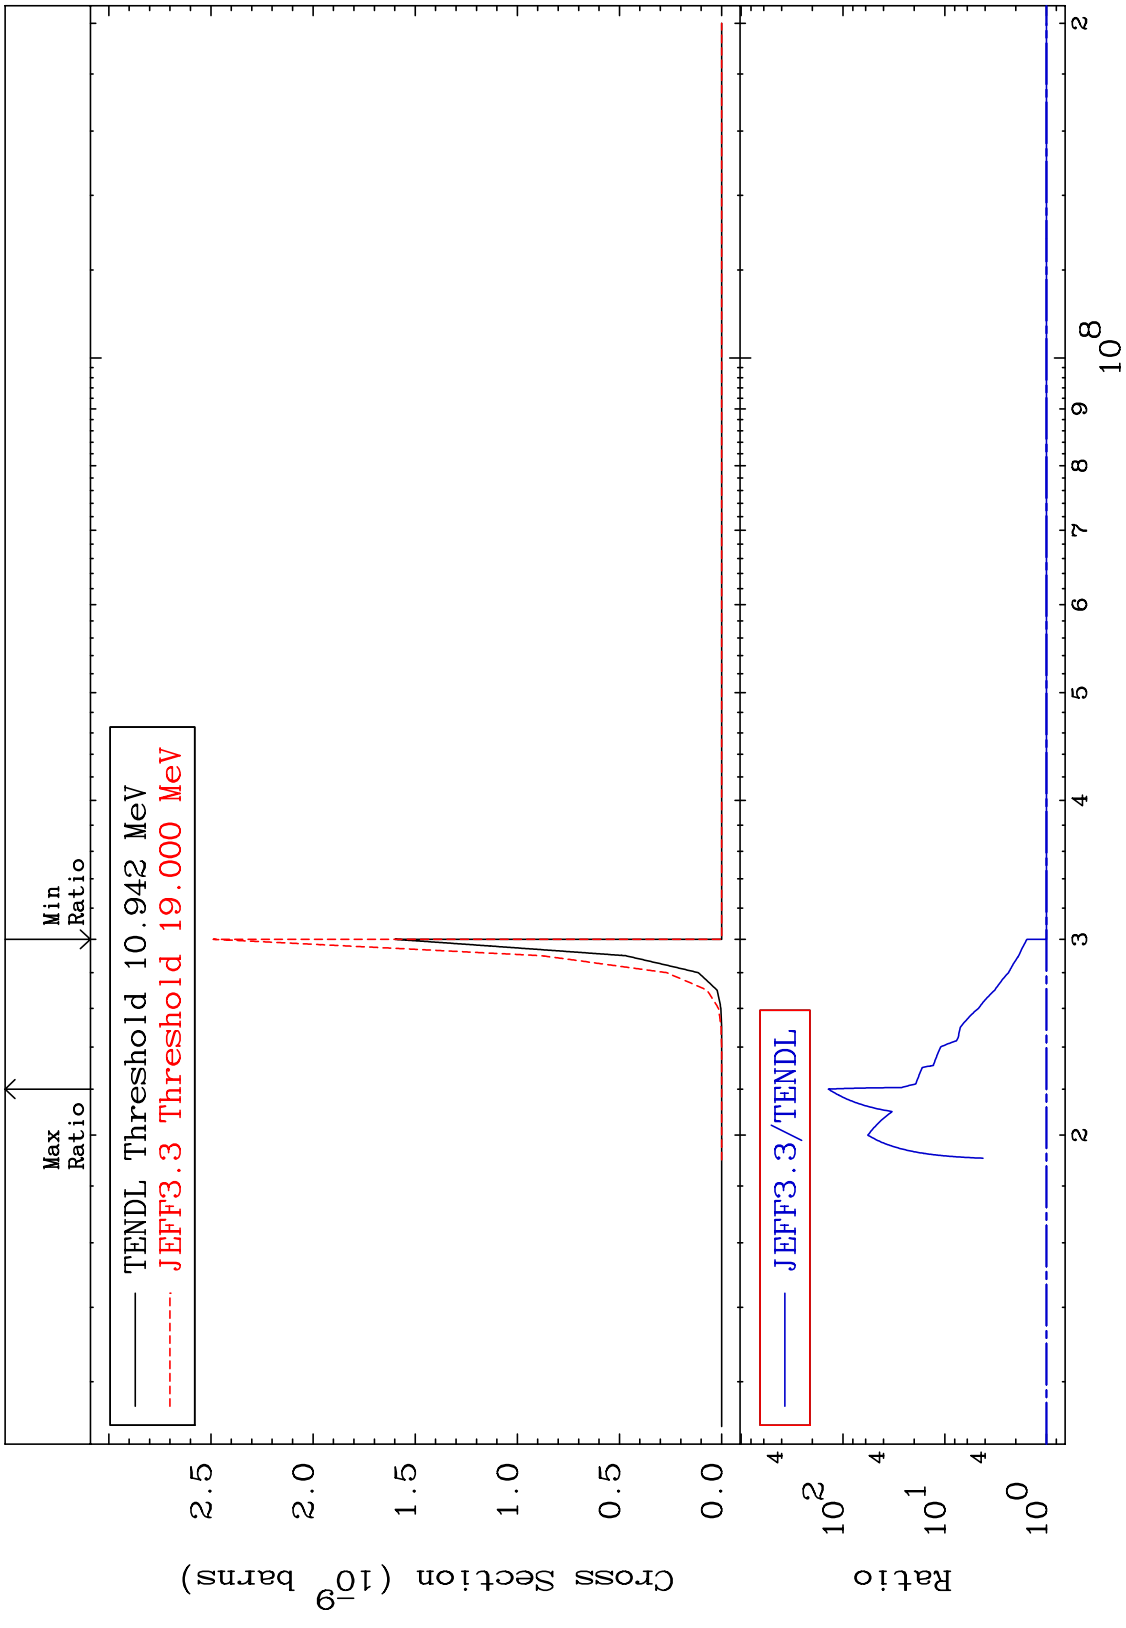 Max
Ratio
Min
Ratio
TENDL Threshold 10.942 MeV
JEFF3.3 Threshold 19.000 MeV
Cross Section (10⁻⁹ barns)
2.5
2.0
1.5
1.0
0.5
0.0
JEFF3.3/TENDL
Ratio
4
10²
4
10¹
4
10⁰
2 3 4 5 6 7 8 9 10⁸ 2